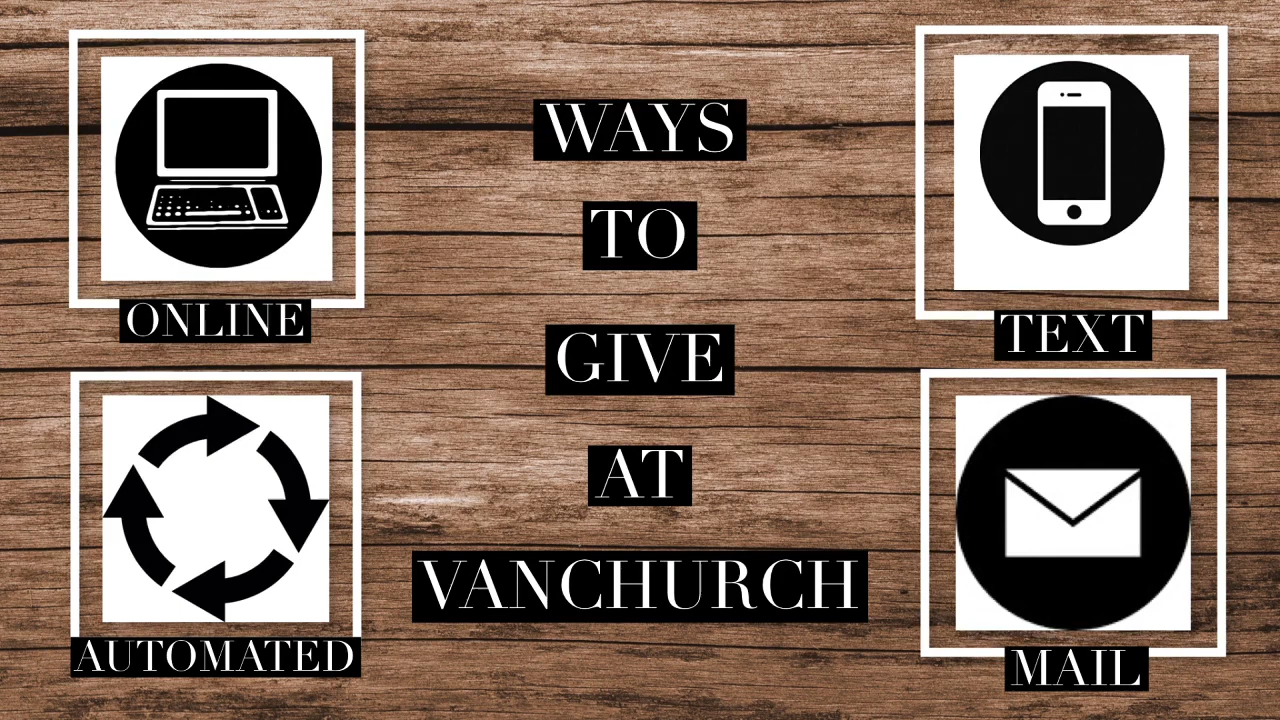 WAYS
TO
GIVE
AT
VANCHURCH
ONLINE
TEXT
AUTOMATED
MAIL